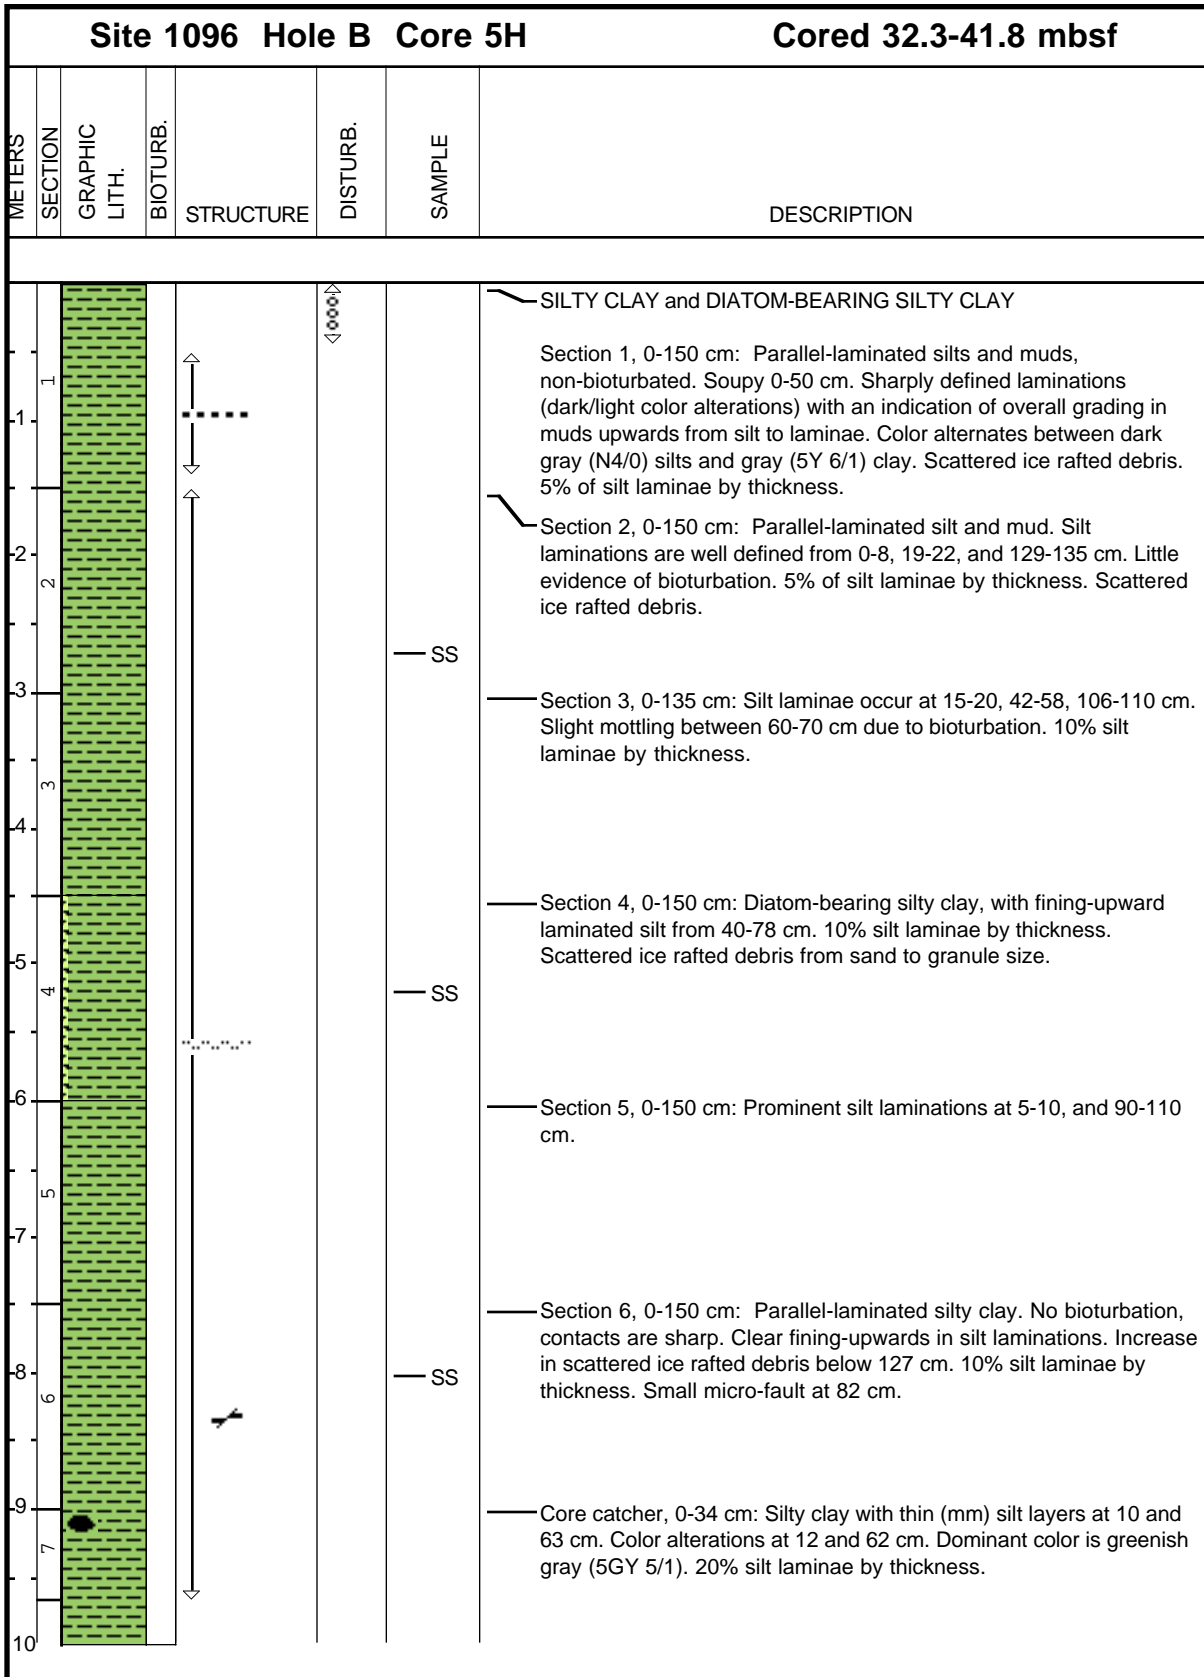 Site 1096 Hole B Core 5H Cored 32.3-41.8 mbsf
METERS
SECTION
GRAPHIC
LITH.
BIOTURB.
STRUCTURE
DISTURB.
SAMPLE
DESCRIPTION
SILTY CLAY and DIATOM-BEARING SILTY CLAY
Section 1, 0-150 cm: Parallel-laminated silts and muds,
non-bioturbated. Soupy 0-50 cm. Sharply defined laminations
(dark/light color alterations) with an indication of overall grading in
muds upwards from silt to laminae. Color alternates between dark
gray (N4/0) silts and gray (5Y 6/1) clay. Scattered ice rafted debris.
5% of silt laminae by thickness.
Section 2, 0-150 cm: Parallel-laminated silt and mud. Silt
laminations are well defined from 0-8, 19-22, and 129-135 cm. Little
evidence of bioturbation. 5% of silt laminae by thickness. Scattered
ice rafted debris.
Section 3, 0-135 cm: Silt laminae occur at 15-20, 42-58, 106-110 cm.
Slight mottling between 60-70 cm due to bioturbation. 10% silt
laminae by thickness.
Section 4, 0-150 cm: Diatom-bearing silty clay, with fining-upward
laminated silt from 40-78 cm. 10% silt laminae by thickness.
Scattered ice rafted debris from sand to granule size.
Section 5, 0-150 cm: Prominent silt laminations at 5-10, and 90-110
cm.
Section 6, 0-150 cm: Parallel-laminated silty clay. No bioturbation,
contacts are sharp. Clear fining-upwards in silt laminations. Increase
in scattered ice rafted debris below 127 cm. 10% silt laminae by
thickness. Small micro-fault at 82 cm.
Core catcher, 0-34 cm: Silty clay with thin (mm) silt layers at 10 and
63 cm. Color alterations at 12 and 62 cm. Dominant color is greenish
gray (5GY 5/1). 20% silt laminae by thickness.
1
2
3
4
5
6
7
8
9
10
1
2
3
4
5
6
7
SS
SS
SS